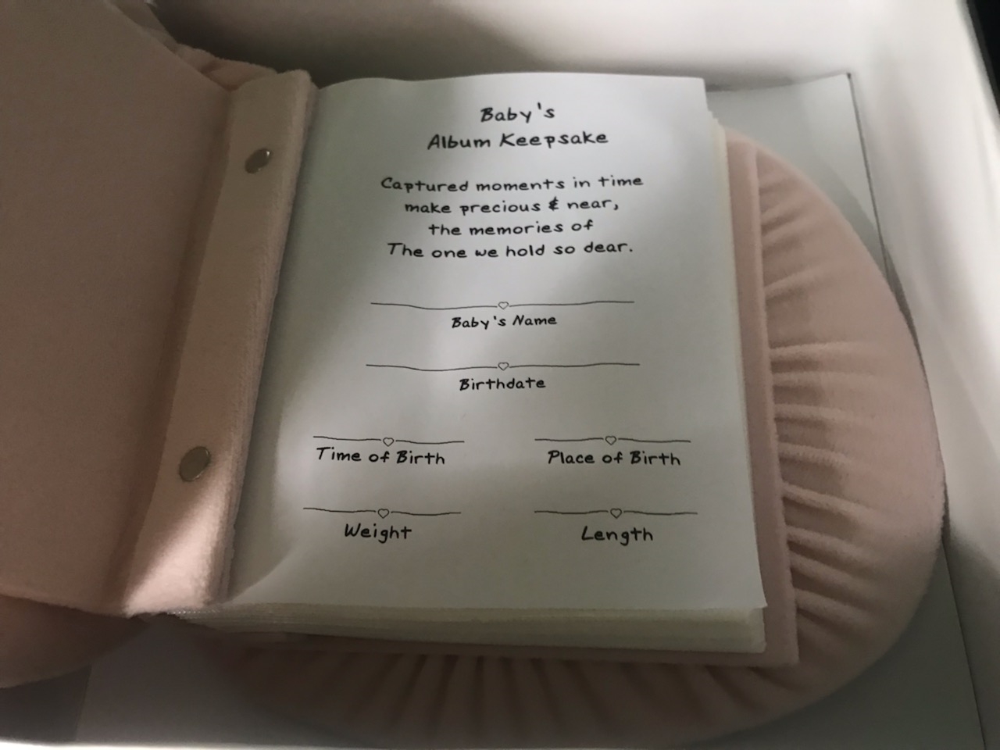 Baby's
Album Keepsake
Captured moments in time
make precious & near,
the memories of
The one we hold so dear.
Baby's Name
Birthdate
Time of Birth
Place of Birth
Weight
Length